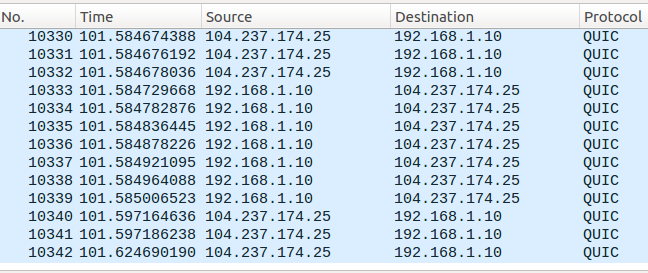 No. Time Source Destination Protocol
10330 101.584674388 104.237.174.25 192.168.1.10 QUIC
10331 101.584676192 104.237.174.25 192.168.1.10 QUIC
10332 101.584678036 104.237.174.25 192.168.1.10 QUIC
10333 101.584729668 192.168.1.10 104.237.174.25 QUIC
10334 101.584782876 192.168.1.10 104.237.174.25 QUIC
10335 101.584836445 192.168.1.10 104.237.174.25 QUIC
10336 101.584878226 192.168.1.10 104.237.174.25 QUIC
10337 101.584921095 192.168.1.10 104.237.174.25 QUIC
10338 101.584964088 192.168.1.10 104.237.174.25 QUIC
10339 101.585006523 192.168.1.10 104.237.174.25 QUIC
10340 101.597164636 104.237.174.25 192.168.1.10 QUIC
10341 101.597186238 104.237.174.25 192.168.1.10 QUIC
10342 101.624690190 104.237.174.25 192.168.1.10 QUIC